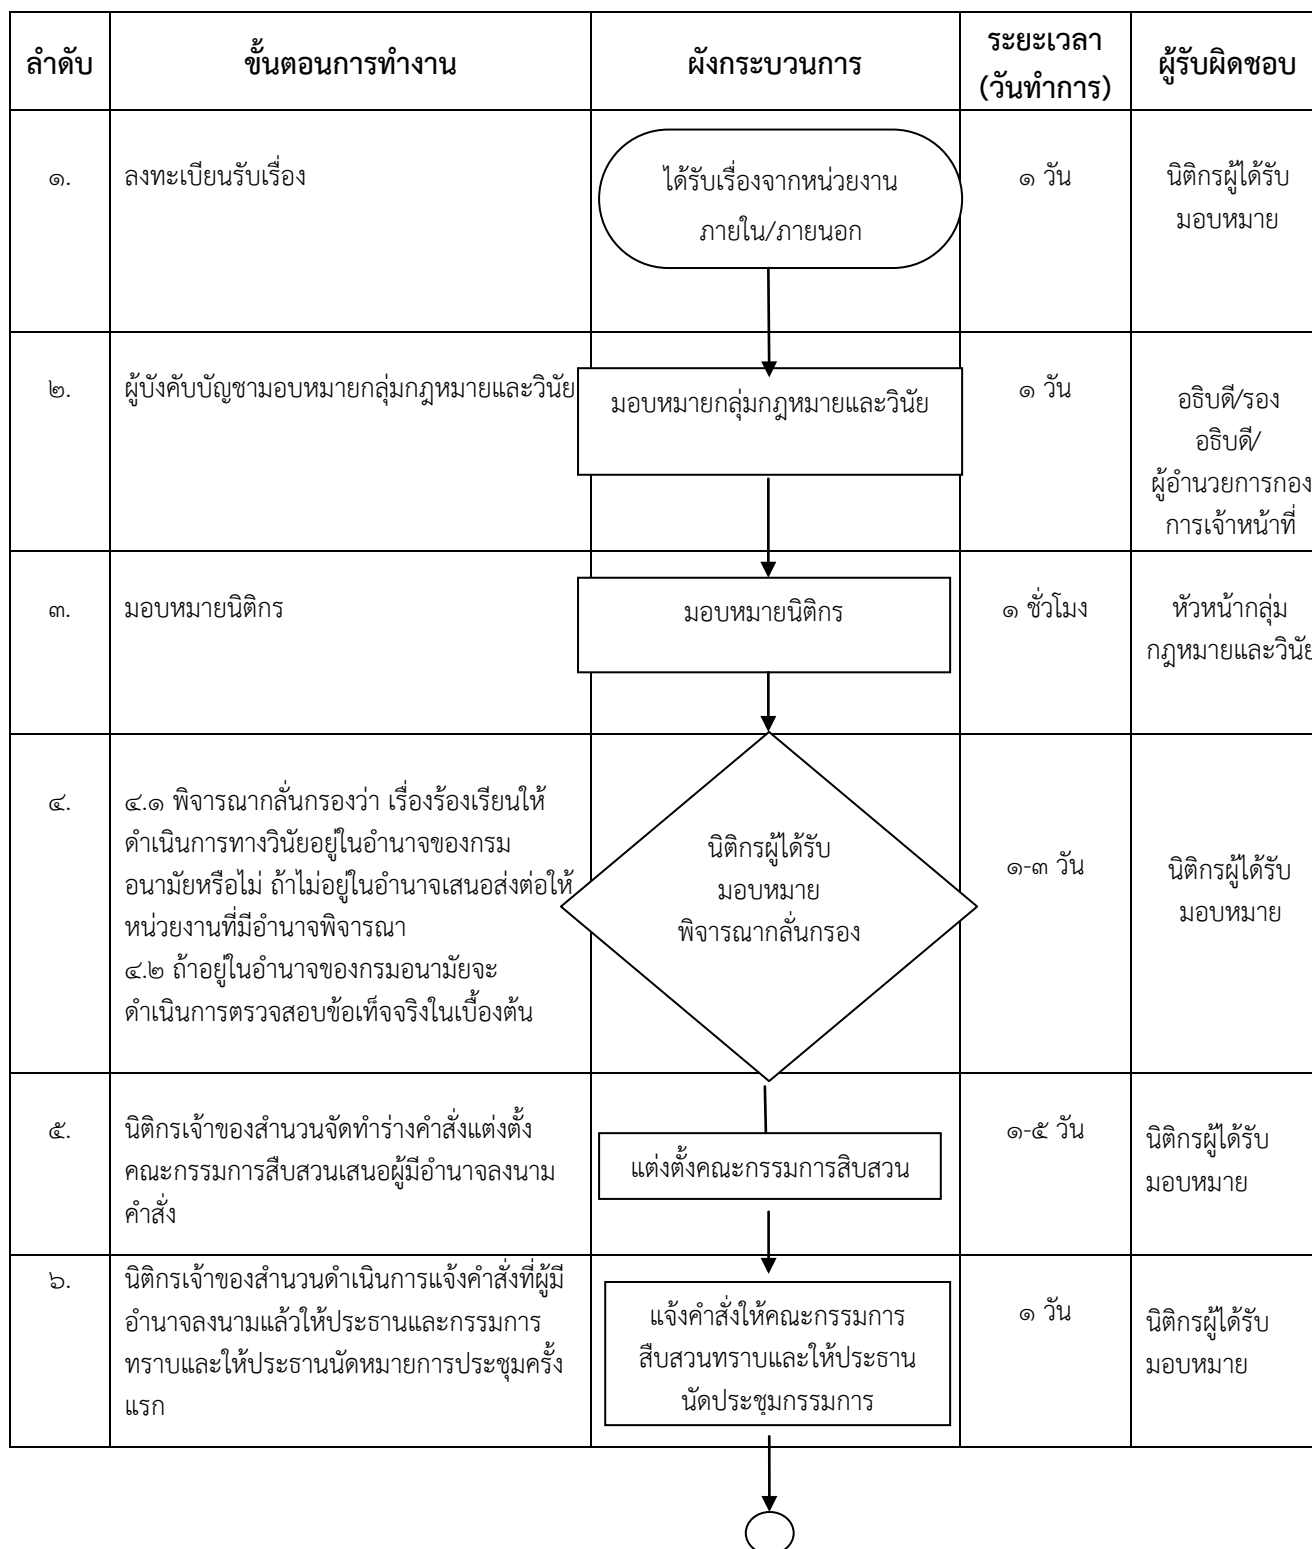 ลำดับ
ขั้นตอนการทำงาน
ผังกระบวนการ
ระยะเวลา
(วันทำการ)
ผู้รับผิดชอบ
๑.
ลงทะเบียนรับเรื่อง
ได้รับเรื่องจากหน่วยงาน
ภายใน/ภายนอก
๑ วัน
นิติกรผู้ได้รับ
มอบหมาย
๒.
ผู้บังคับบัญชามอบหมายกลุ่มกฎหมายและวินัย
มอบหมายกลุ่มกฎหมายและวินัย
๑ วัน
อธิบดี/รอง
อธิบดี/
ผู้อำนวยการกอง
การเจ้าหน้าที่
๓.
มอบหมายนิติกร
มอบหมายนิติกร
๑ ชั่วโมง
หัวหน้ากลุ่ม
กฎหมายและวินัย
๔.
๔.๑ พิจารณากลั่นกรองว่า เรื่องร้องเรียนให้
ดำเนินการทางวินัยอยู่ในอำนาจของกรม
อนามัยหรือไม่ ถ้าไม่อยู่ในอำนาจเสนอส่งต่อให้
หน่วยงานที่มีอำนาจพิจารณา
๔.๒ ถ้าอยู่ในอำนาจของกรมอนามัยจะ
ดำเนินการตรวจสอบข้อเท็จจริงในเบื้องต้น
นิติกรผู้ได้รับ
มอบหมาย
พิจารณากลั่นกรอง
๑-๓ วัน
นิติกรผู้ได้รับ
มอบหมาย
๕.
นิติกรเจ้าของสำนวนจัดทำร่างคำสั่งแต่งตั้ง
คณะกรรมการสืบสวนเสนอผู้มีอำนาจลงนาม
คำสั่ง
แต่งตั้งคณะกรรมการสิบสวน
๑-๕ วัน
นิติกรผู้ได้รับ
มอบหมาย
๖.
นิติกรเจ้าของสำนวนดำเนินการแจ้งคำสั่งที่ผู้มี
อำนาจลงนามแล้วให้ประธานและกรรมการ
ทราบและให้ประธานนัดหมายการประชุมครั้ง
แรก
แจ้งคำสั่งให้คณะกรรมการ
สืบสวนทราบและให้ประธาน
นัดประชุมกรรมการ
๑ วัน
นิติกรผู้ได้รับ
มอบหมาย